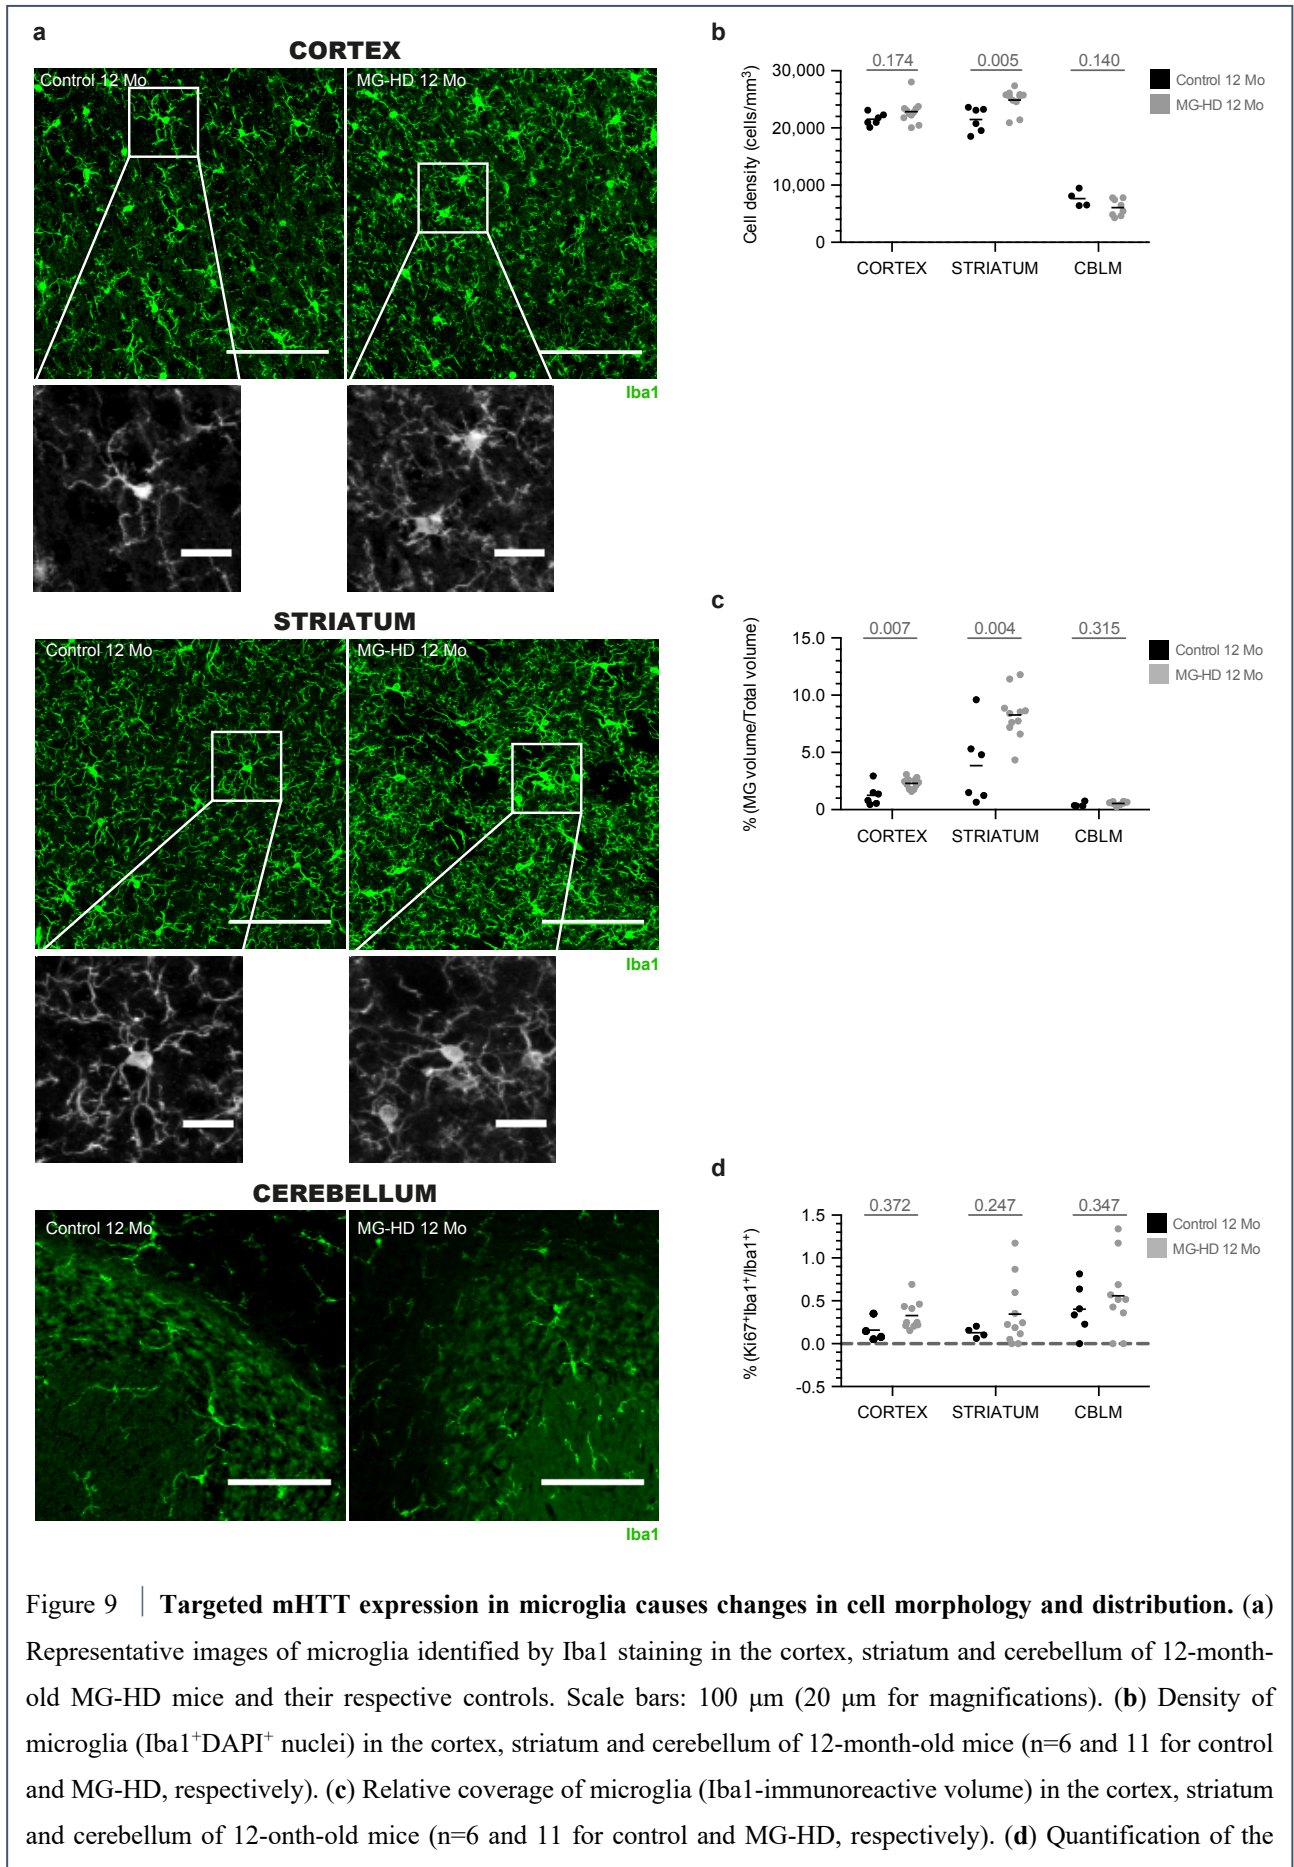 a
CORTEX
Control 12 Mo
MG-HD 12 Mo
Iba1
STRIATUM
Control 12 Mo
MG-HD 12 Mo
Iba1
CEREBELLUM
Control 12 Mo
MG-HD 12 Mo
Iba1
b
0.174 0.005 0.140
30,000
20,000
10,000
0
Cell density (cells/mm³)
CORTEX STRIATUM CBLM
Control 12 Mo
MG-HD 12 Mo
c
0.007 0.004 0.315
15.0
10.0
5.0
0
% (MG volume/Total volume)
CORTEX STRIATUM CBLM
Control 12 Mo
MG-HD 12 Mo
d
0.372 0.247 0.347
1.5
1.0
0.5
0.0
-0.5
% (Ki67⁺Iba1⁺/Iba1⁺)
CORTEX STRIATUM CBLM
Control 12 Mo
MG-HD 12 Mo
Figure 9 | Targeted mHTT expression in microglia causes changes in cell morphology and distribution. (a)
Representative images of microglia identified by Iba1 staining in the cortex, striatum and cerebellum of 12-month-
old MG-HD mice and their respective controls. Scale bars: 100 μm (20 μm for magnifications). (b) Density of
microglia (Iba1⁺DAPI⁺ nuclei) in the cortex, striatum and cerebellum of 12-month-old mice (n=6 and 11 for control
and MG-HD, respectively). (c) Relative coverage of microglia (Iba1-immunoreactive volume) in the cortex, striatum
and cerebellum of 12-onth-old mice (n=6 and 11 for control and MG-HD, respectively). (d) Quantification of the